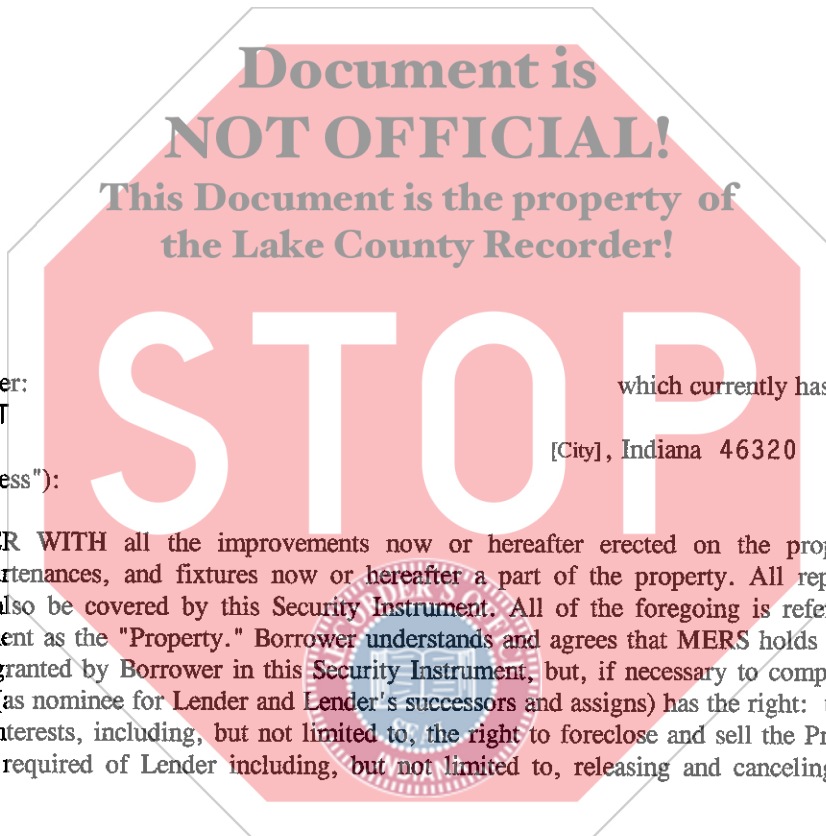 Document is
NOT OFFICIAL!
This Document is the property of
the Lake County Recorder!
STOP
er: which currently has
T
[City], Indiana 46320
ess"):
R WITH all the improvements now or hereafter erected on the prop
rtenances, and fixtures now or hereafter a part of the property. All rep
lso be covered by this Security Instrument. All of the foregoing is refer
ent as the "Property." Borrower understands and agrees that MERS holds
granted by Borrower in this Security Instrument, but, if necessary to comp
(as nominee for Lender and Lender's successors and assigns) has the right:
nterests, including, but not limited to, the right to foreclose and sell the Pr
required of Lender including, but not limited to, releasing and canceling
SEAL